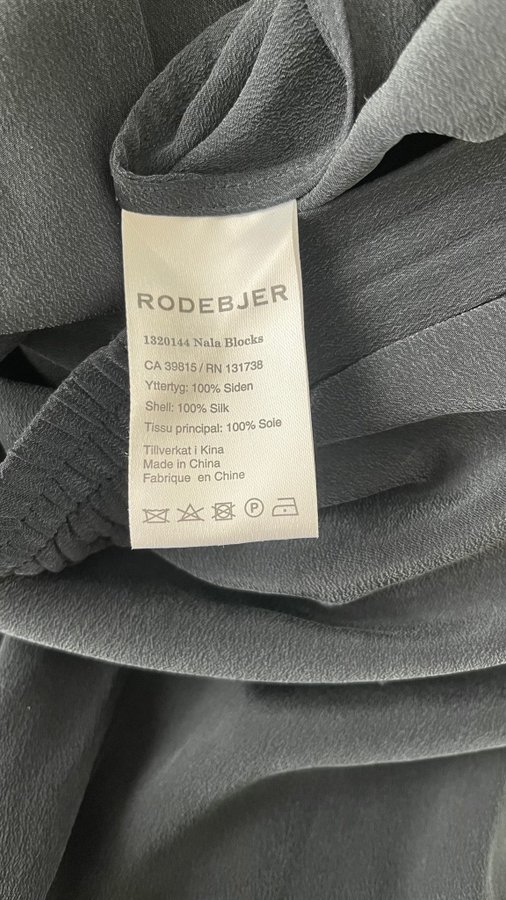 RODEBJER
1320144 Nala Blocks
CA 39815 / RN 131738
Yttertyg: 100% Siden
Shell: 100% Silk
Tissu principal: 100% Soie
Tillverkat i Kina
Made in China
Fabrique en Chine
P